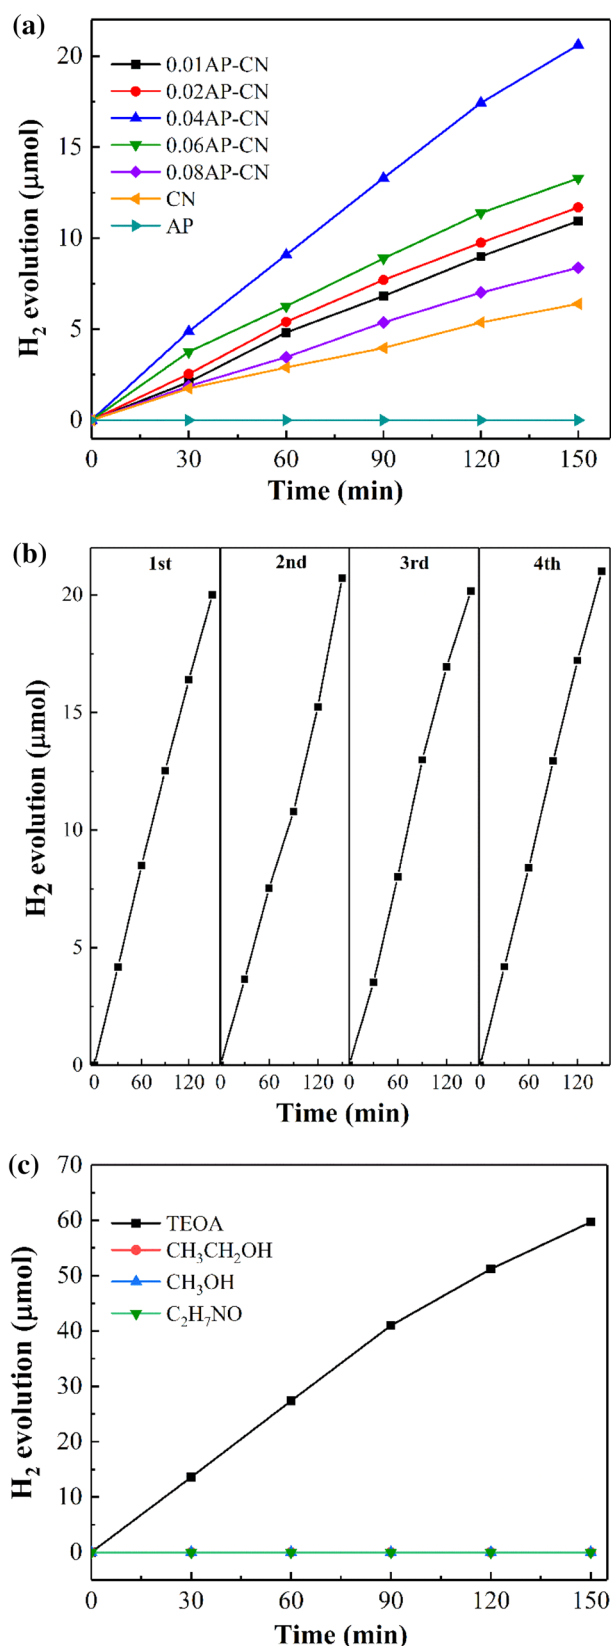 (a)
20
15
10
5
0
H₂ evolution (μmol)
0.01AP-CN
0.02AP-CN
0.04AP-CN
0.06AP-CN
0.08AP-CN
CN
AP
0 30 60 90 120 150
Time (min)
(b)
1st 2nd 3rd 4th
20
15
10
5
0
H₂ evolution (μmol)
0 60 120 0 60 120 0 60 120 0 60 120
Time (min)
(c)
70
60
50
40
30
20
10
0
H₂ evolution (μmol)
TEOA
CH₃CH₂OH
CH₃OH
C₂H₇NO
0 30 60 90 120 150
Time (min)